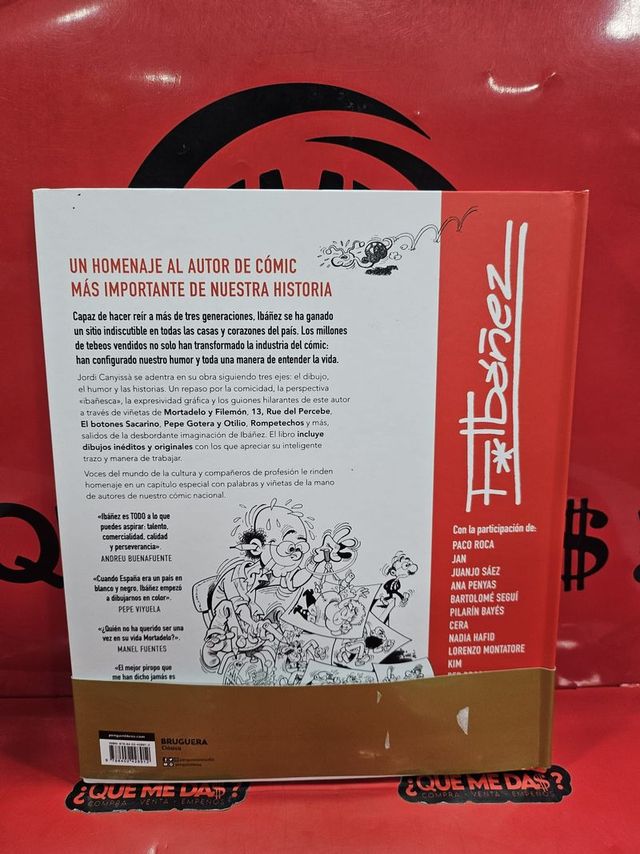 UN HOMENAJE AL AUTOR DE CÓMIC
MÁS IMPORTANTE DE NUESTRA HISTORIA
Capaz de hacer reír a más de tres generaciones, Ibáñez se ha ganado
un sitio indiscutible en todas las casas y corazones del país. Los millones
de tebeos vendidos no solo han transformado la industria del cómic:
han configurado nuestro humor y toda una manera de entender la vida.
Jordi Canyissà se adentra en su obra siguiendo tres ejes: el dibujo,
el humor y las historias. Un repaso por la comicidad, la perspectiva
«ibañesca», la expresividad gráfica y los guiones hilarantes de este autor
a través de viñetas de Mortadelo y Filemón, 13, Rue del Percebe,
El botones Sacarino, Pepe Gotera y Otilio, Rompetechos y más,
salidos de la desbordante imaginación de Ibáñez. El libro incluye
dibujos inéditos y originales con los que apreciar su inteligente
trazo y manera de trabajar.
Voces del mundo de la cultura y compañeros de profesión le rinden
homenaje en un capítulo especial con palabras y viñetas de la mano
de autores de nuestro cómic nacional.
«Ibáñez es TODO a lo que
puedes aspirar: talento,
comercialidad, calidad
y perseverancia».
ANDREU BUENAFUENTE
«Cuando España era un país en
blanco y negro, Ibáñez empezó
a dibujarnos en color».
PEPE VIYUELA
«¿Quién no ha querido ser una
vez en su vida Mortadelo?».
MANEL FUENTES
«El mejor piropo que
me han dicho jamás es
F. Ibáñez
Con la participación de:
PACO ROCA
JAN
JUANJO SÁEZ
ANA PENYAS
BARTOLOMÉ SEGUÍ
PILARÍN BAYÉS
CERA
NADIA HAFID
LORENZO MONTATORE
KIM
BRUGUERA
Clásica
¿QUE ME DA$?
COMPRA - VENTA - EMPEÑOS
¿QUE ME DA$?
COMPRA - VENTA - EMPEÑOS